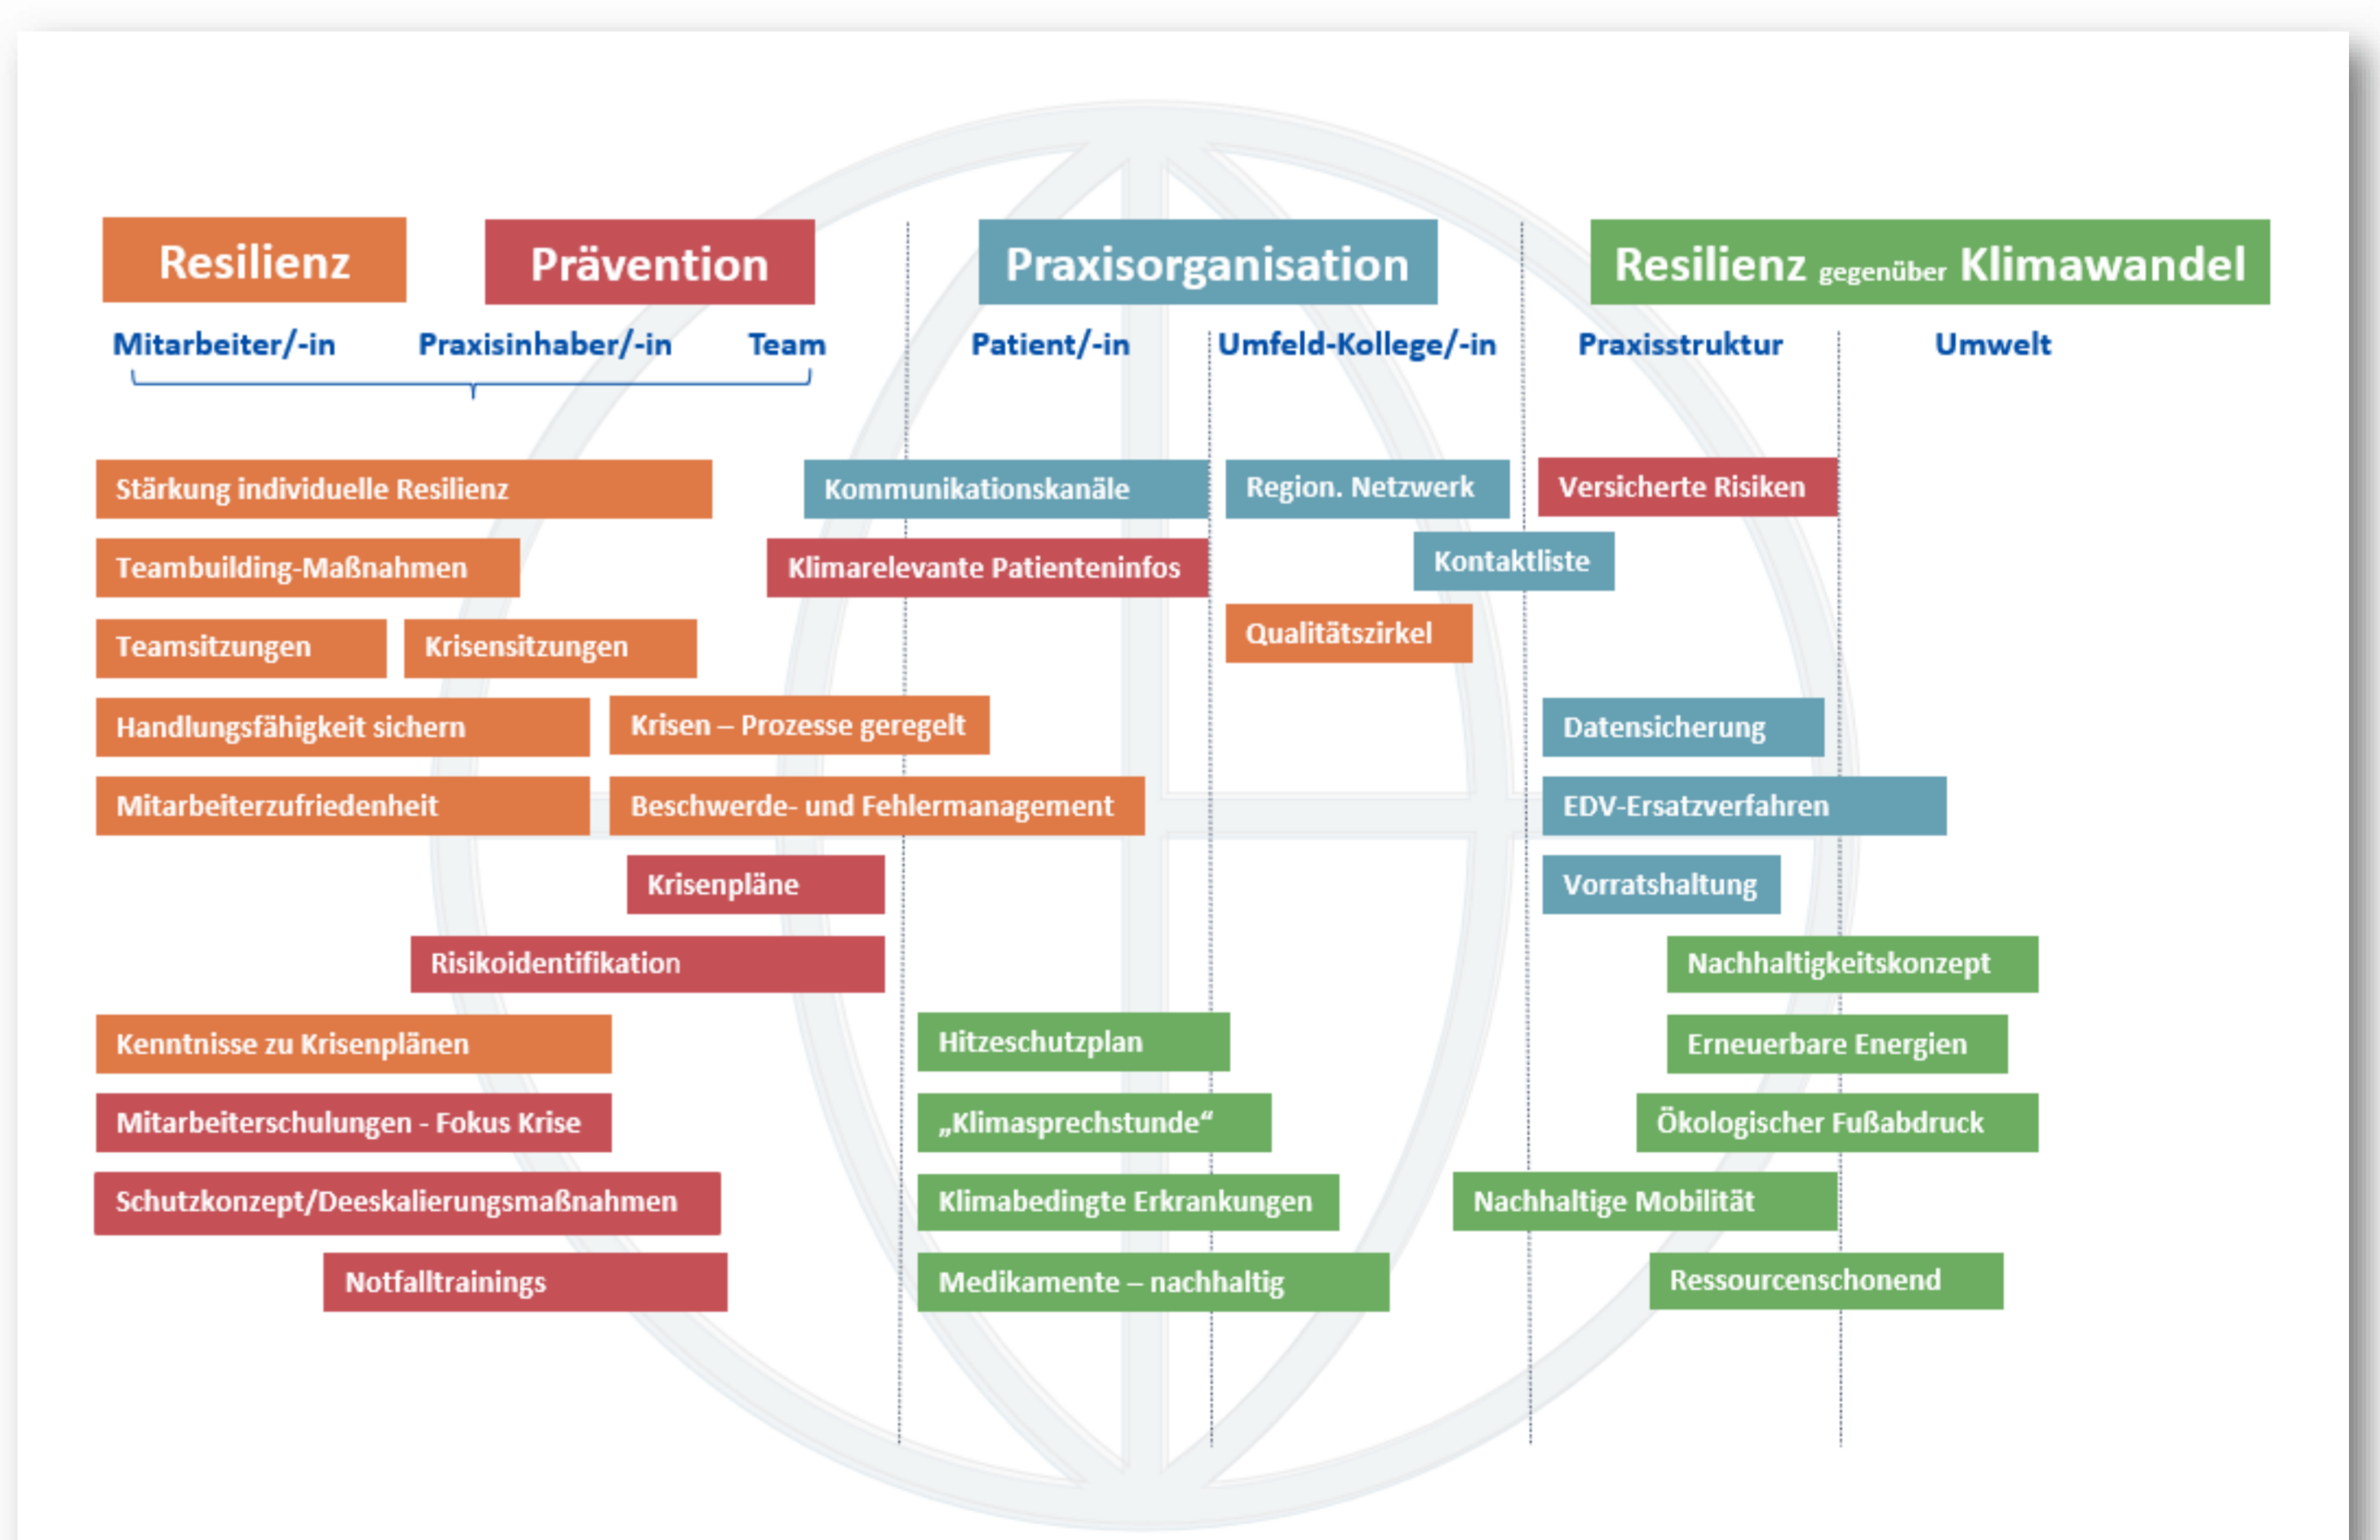 Resilienz
Prävention
Praxisorganisation
Resilienz gegenüber Klimawandel
Mitarbeiter/-in
Praxisinhaber/-in
Team
Patient/-in
Umfeld-Kollege/-in
Praxisstruktur
Umwelt
Stärkung individuelle Resilienz
Kommunikationskanäle
Region. Netzwerk
Versicherte Risiken
Teambuilding-Maßnahmen
Klimarelevante Patienteninfos
Kontaktliste
Teamsitzungen
Krisensitzungen
Qualitätszirkel
Handlungsfähigkeit sichern
Krisen – Prozesse geregelt
Datensicherung
Mitarbeiterzufriedenheit
Beschwerde- und Fehlermanagement
EDV-Ersatzverfahren
Krisenpläne
Vorratshaltung
Risikoidentifikation
Nachhaltigkeitskonzept
Kenntnisse zu Krisenplänen
Hitzeschutzplan
Erneuerbare Energien
Mitarbeiterschulungen - Fokus Krise
„Klimasprechstunde“
Ökologischer Fußabdruck
Schutzkonzept/Deeskalierungsmaßnahmen
Klimabedingte Erkrankungen
Nachhaltige Mobilität
Notfalltrainings
Medikamente – nachhaltig
Ressourcenschonend